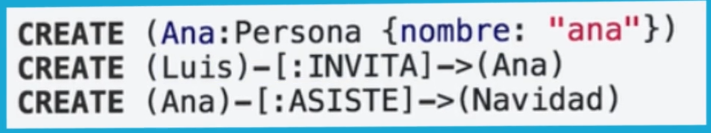 CREATE (Ana:Persona {nombre: "ana"})
CREATE (Luis)-[:INVITA]->(Ana)
CREATE (Ana)-[:ASISTE]->(Navidad)